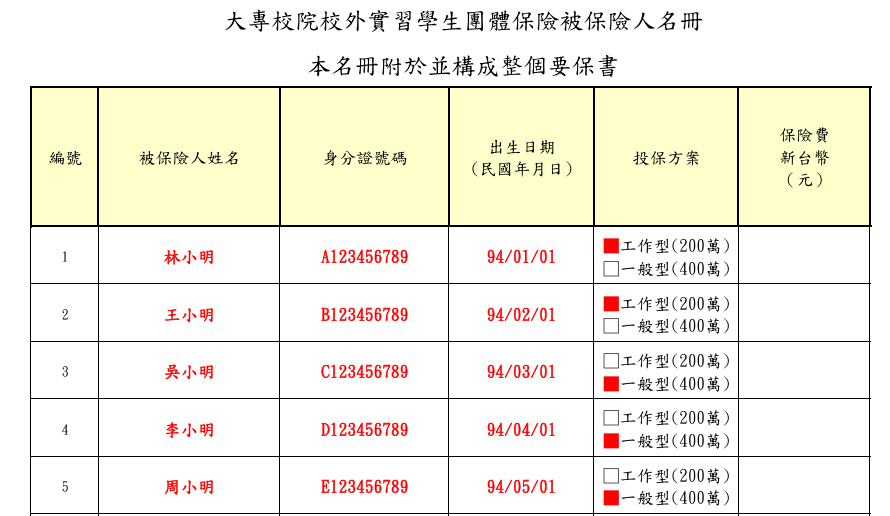 大專校院校外實習學生團體保險被保險人名冊
本名冊附於並構成整個要保書
編號 被保險人姓名 身分證號碼 出生日期 (民國年月日) 投保方案 保險費 新台幣 (元)
1 林小明 A123456789 94/01/01 ■工作型(200萬)
□一般型(400萬)
2 王小明 B123456789 94/02/01 ■工作型(200萬)
□一般型(400萬)
3 吳小明 C123456789 94/03/01 □工作型(200萬)
■一般型(400萬)
4 李小明 D123456789 94/04/01 □工作型(200萬)
■一般型(400萬)
5 周小明 E123456789 94/05/01 □工作型(200萬)
■一般型(400萬)